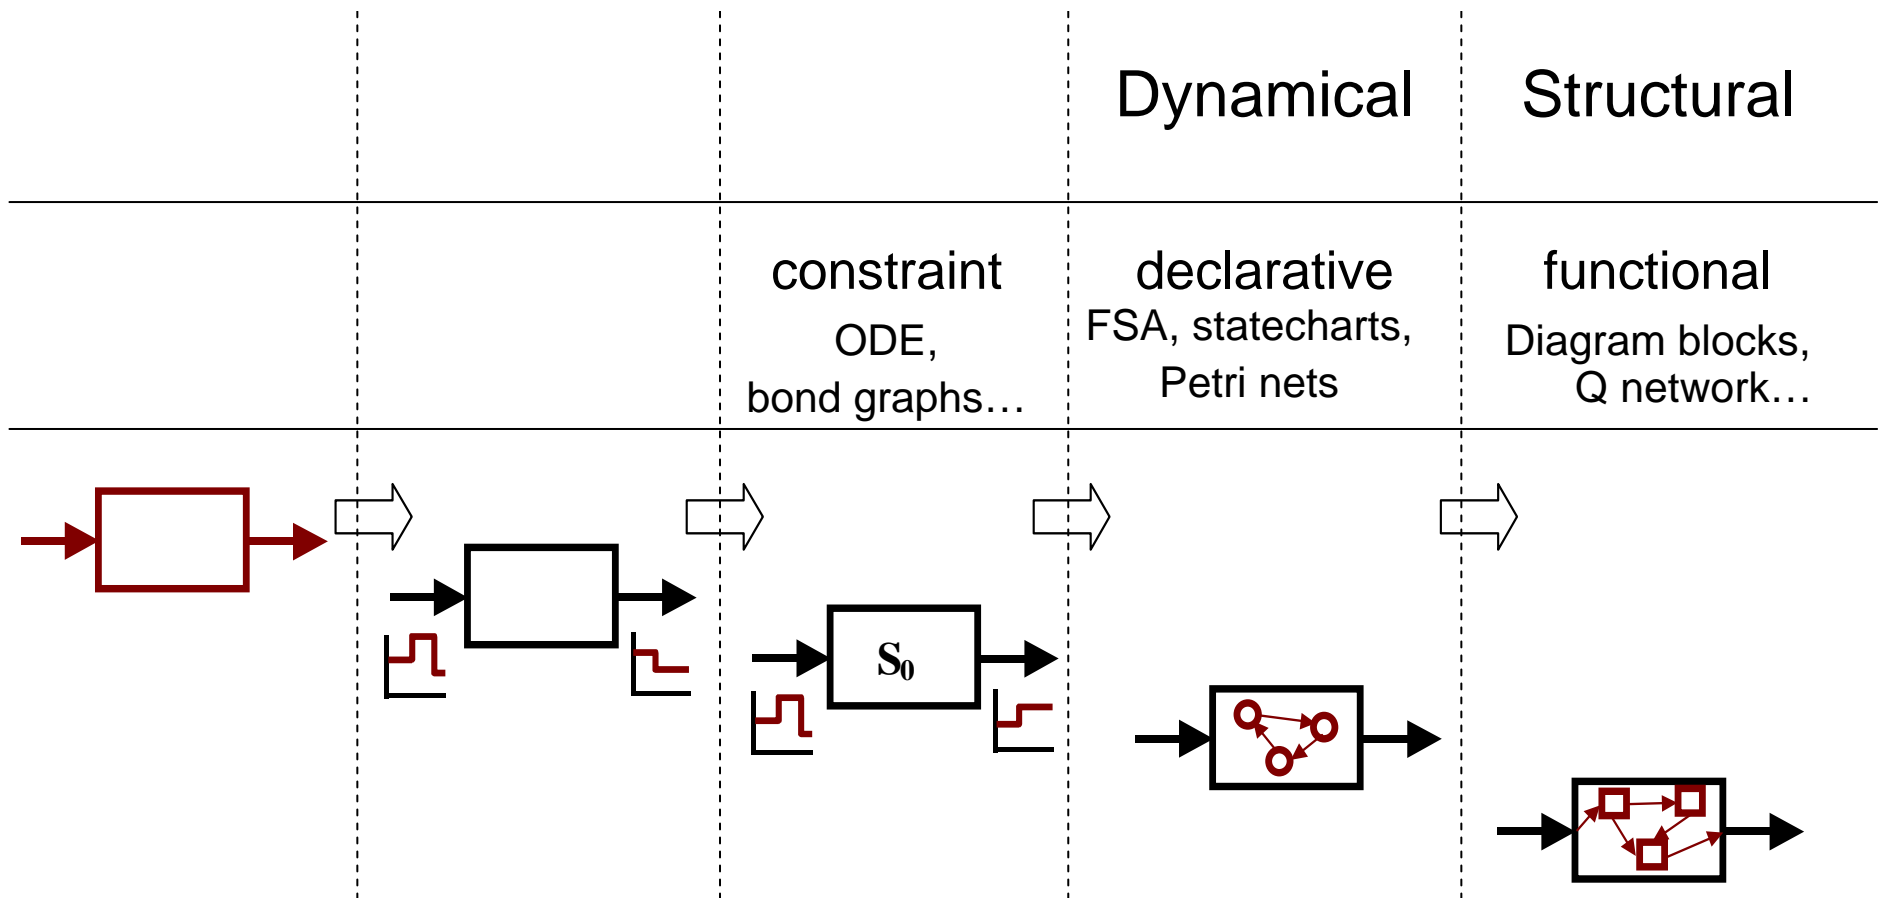 Dynamical
Structural
constraint
ODE,
bond graphs…
declarative
FSA, statecharts,
Petri nets
functional
Diagram blocks,
Q network…
S₀